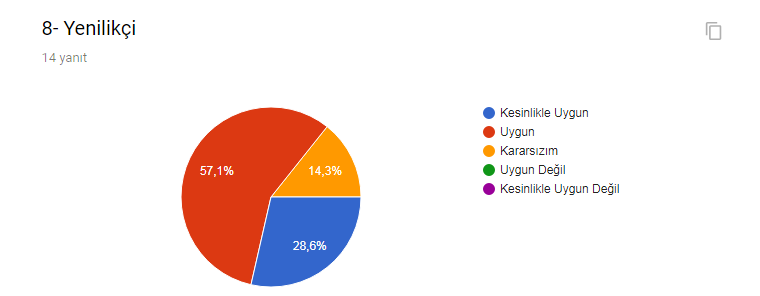 8- Yenilikçi
14 yanıt
57,1%
14,3%
28,6%
Kesinlikle Uygun
Uygun
Kararsızım
Uygun Değil
Kesinlikle Uygun Değil